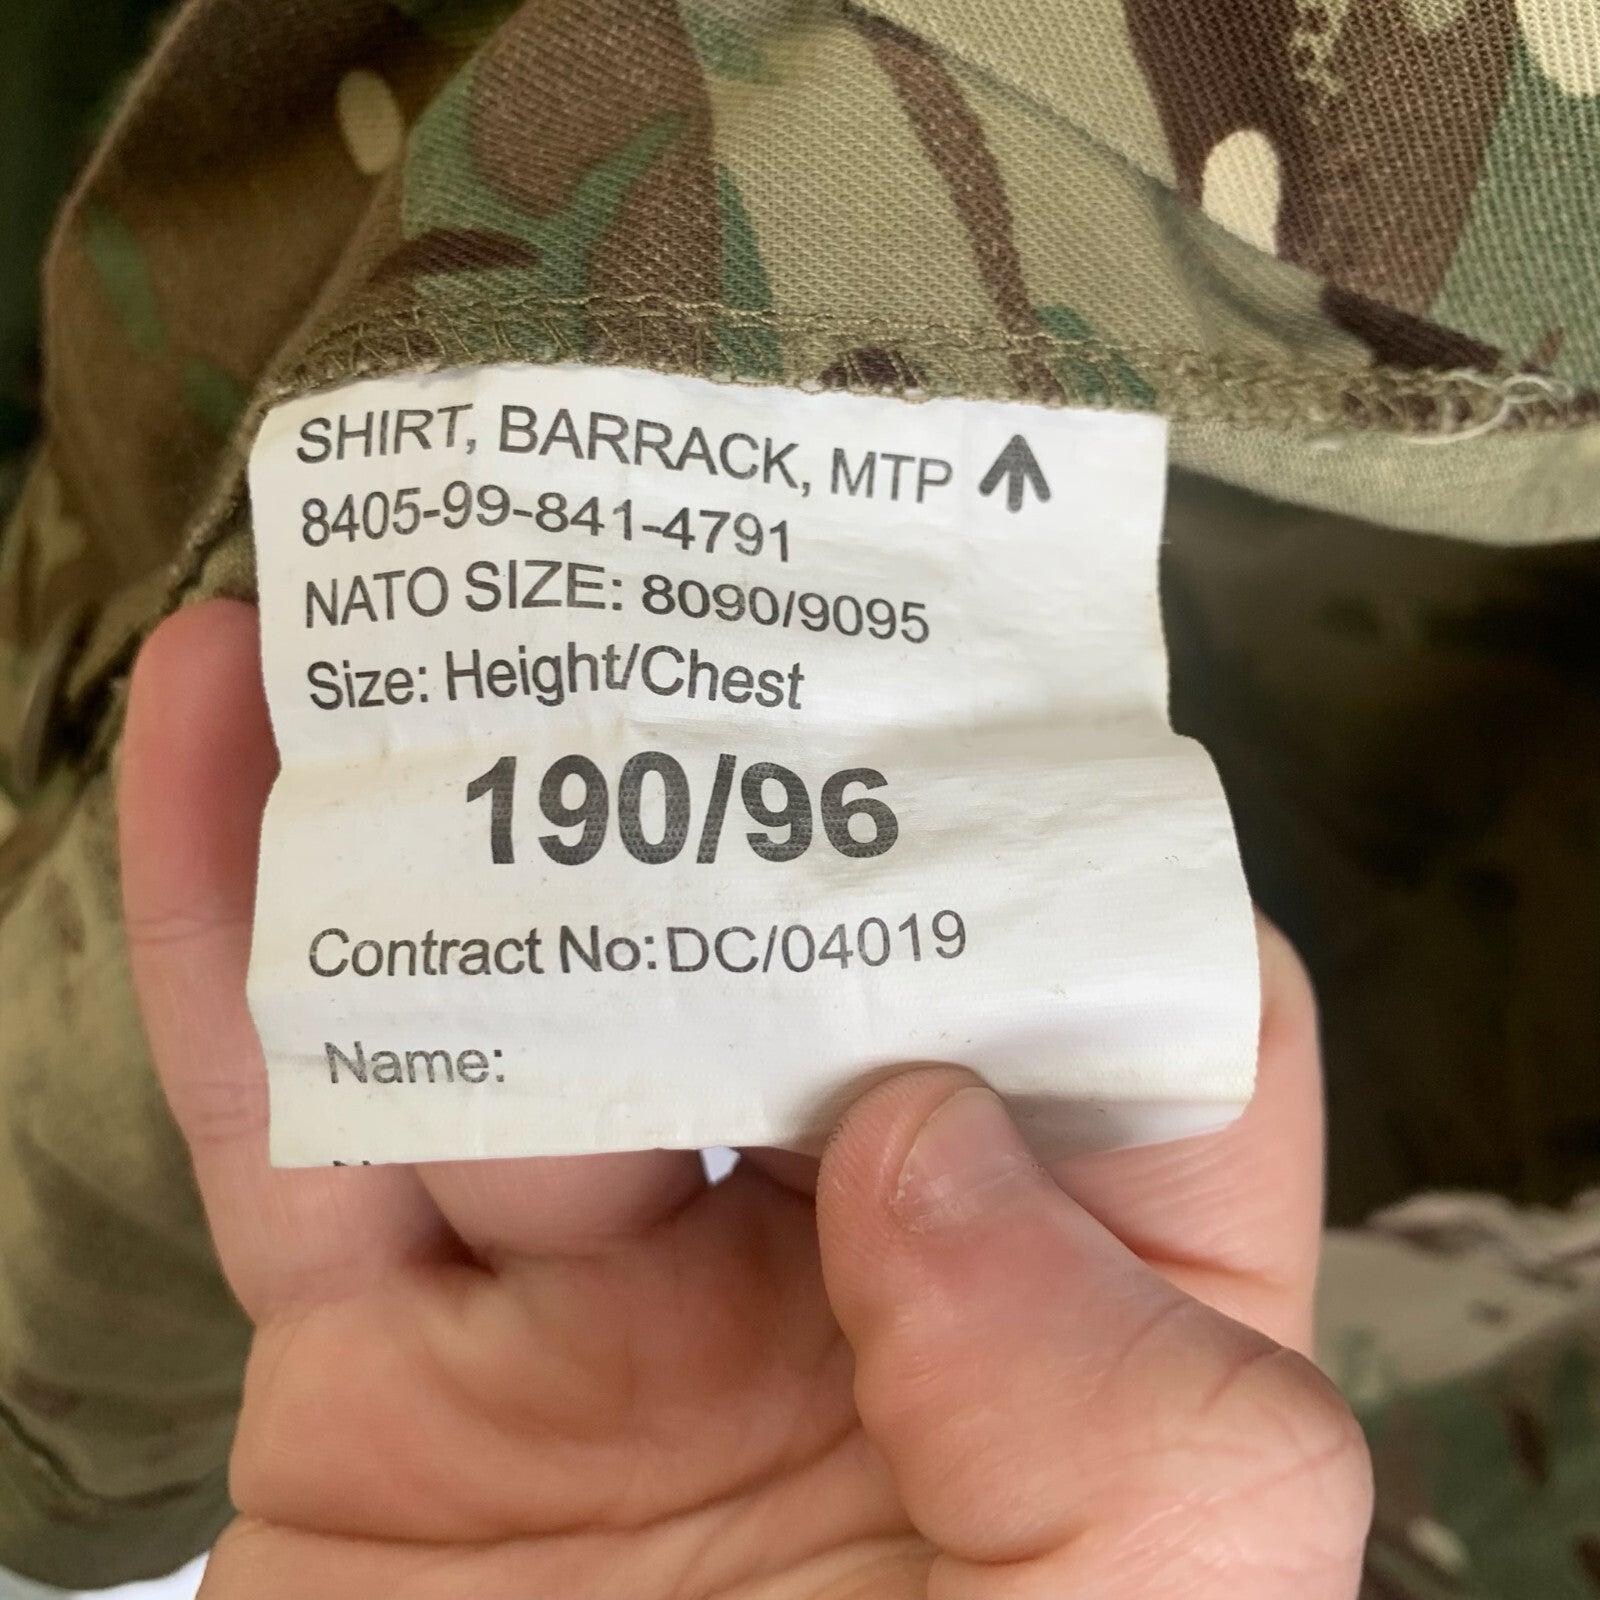 SHIRT, BARRACK, MTP
8405-99-841-4791
NATO SIZE: 8090/9095
Size: Height/Chest
190/96
Contract No: DC/04019
Name: